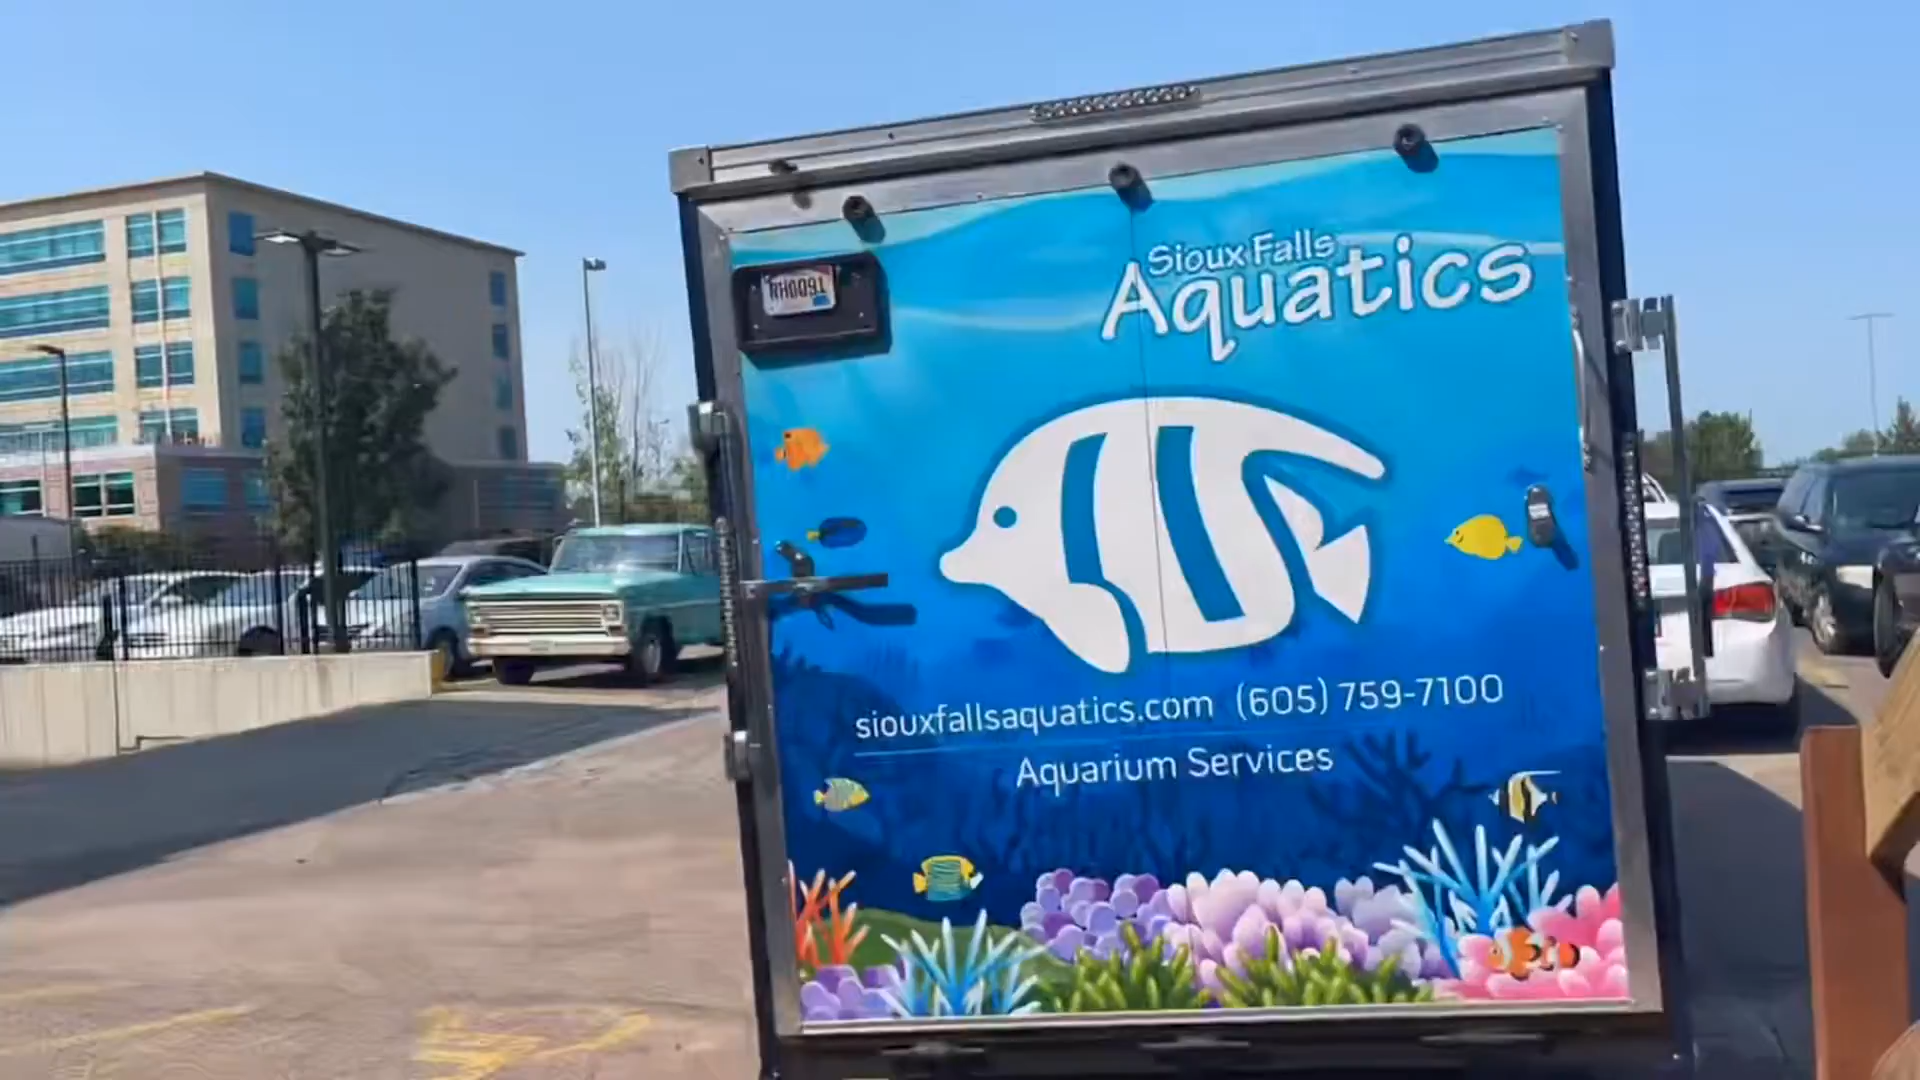 Sioux Falls
Aquatics
siouxfallsaquatics.com (605) 759-7100
Aquarium Services